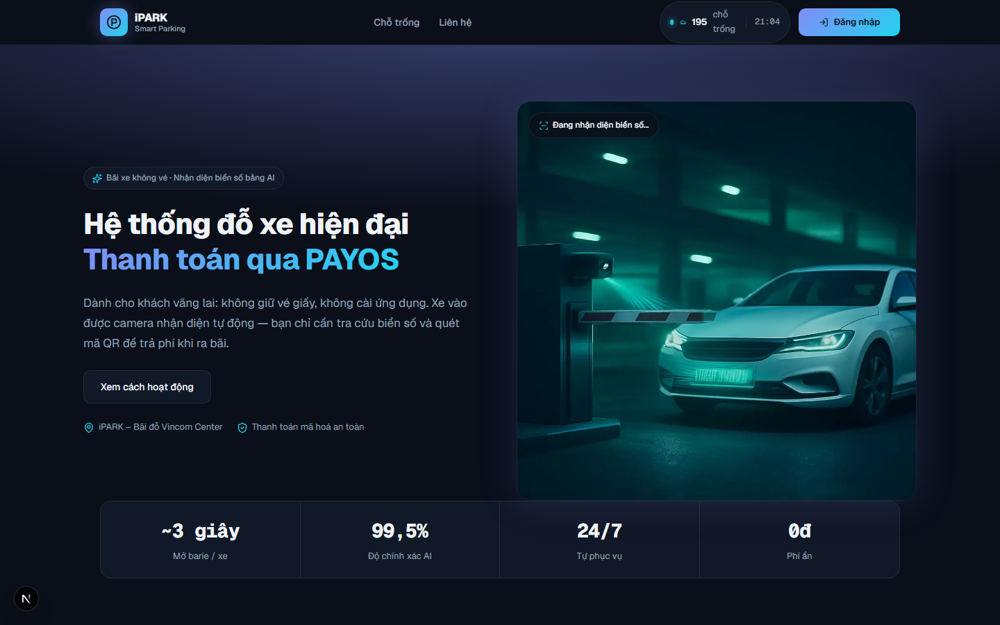 iPARK
Smart Parking
Chỗ trống
Liên hệ
195 chỗ trống
21:04
Đăng nhập
Đang nhận diện biển số...
Bãi xe không vé · Nhận diện biển số bằng AI
Hệ thống đỗ xe hiện đại
Thanh toán qua PAYOS
Dành cho khách vãng lai: không giữ vé giấy, không cài ứng dụng. Xe vào
được camera nhận diện tự động — bạn chỉ cần tra cứu biển số và quét
mã QR để trả phí khi ra bãi.
Xem cách hoạt động
iPARK – Bãi đỗ Vincom Center
Thanh toán mã hoá an toàn
~3 giây
Mở barie / xe
99,5%
Độ chính xác AI
24/7
Tự phục vụ
0đ
Phí ẩn
N